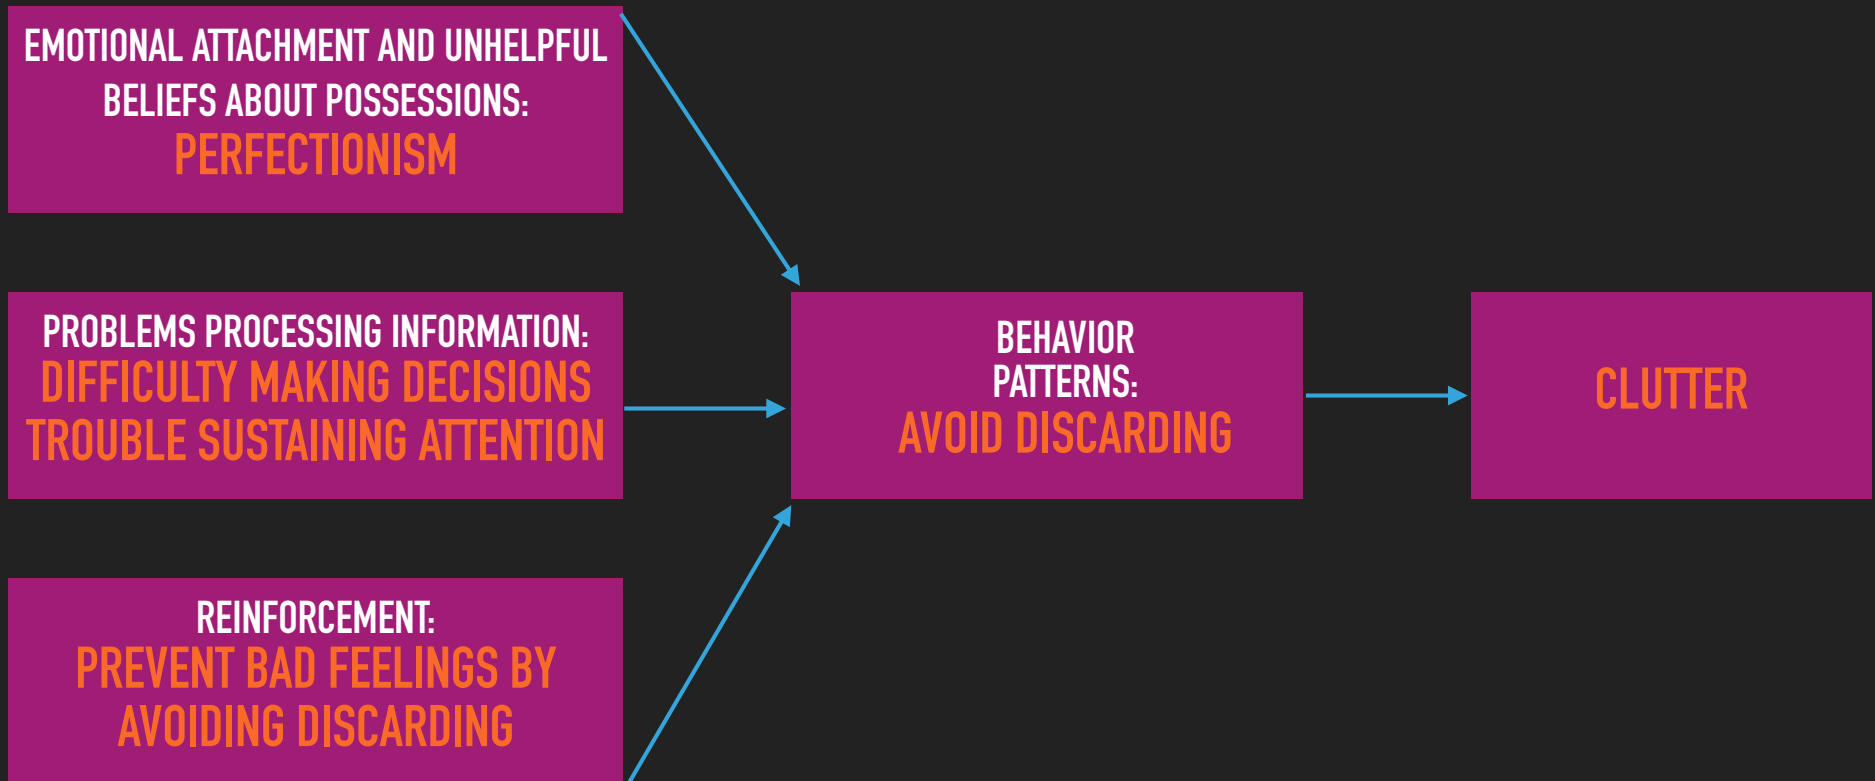 EMOTIONAL ATTACHMENT AND UNHELPFUL
BELIEFS ABOUT POSSESSIONS:
PERFECTIONISM
PROBLEMS PROCESSING INFORMATION:
DIFFICULTY MAKING DECISIONS
TROUBLE SUSTAINING ATTENTION
REINFORCEMENT:
PREVENT BAD FEELINGS BY
AVOIDING DISCARDING
BEHAVIOR
PATTERNS:
AVOID DISCARDING
CLUTTER